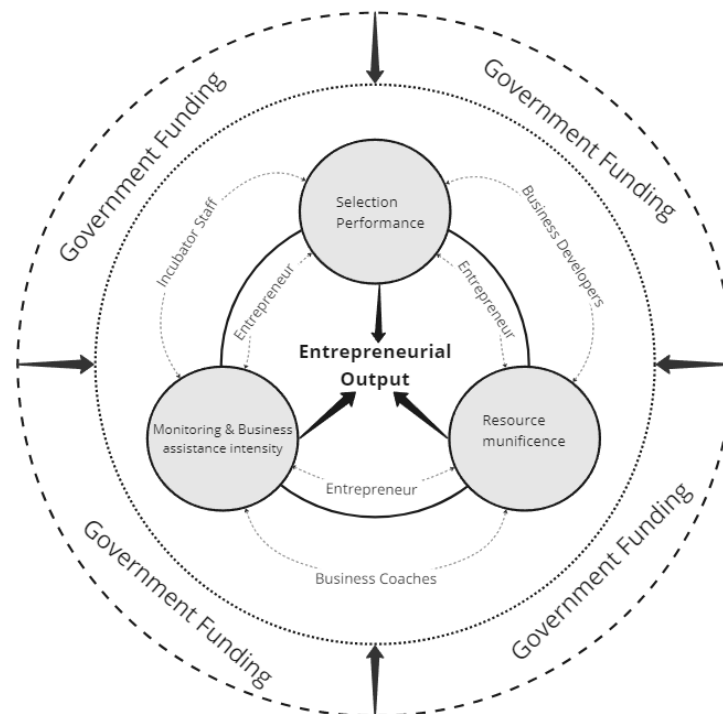 Government Funding
Government Funding
Selection
Performance
Incubator Staff
Business Developers
Entrepreneur
Entrepreneur
Entrepreneurial
Output
Monitoring & Business
assistance intensity
Resource
munificence
Entrepreneur
Business Coaches
Government Funding
Government Funding